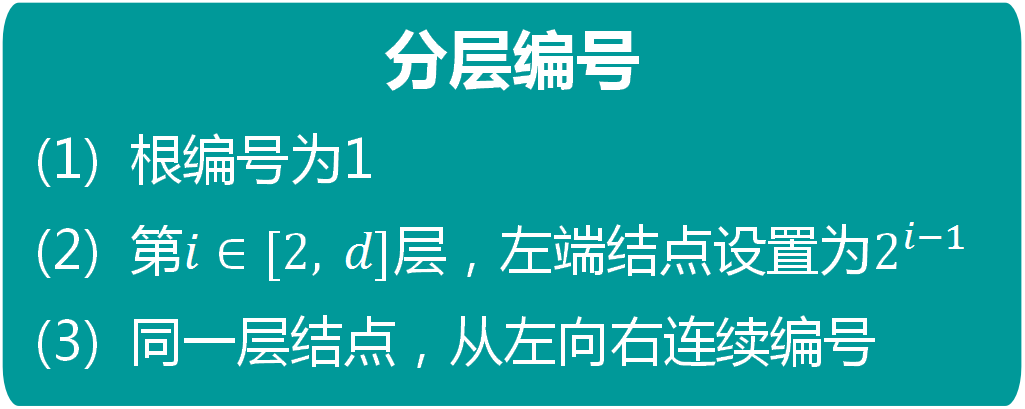 分层编号
(1) 根编号为1
(2) 第𝑖 ∈ [2, 𝑑]层，左端结点设置为2^{𝑖−1}
(3) 同一层结点，从左向右连续编号